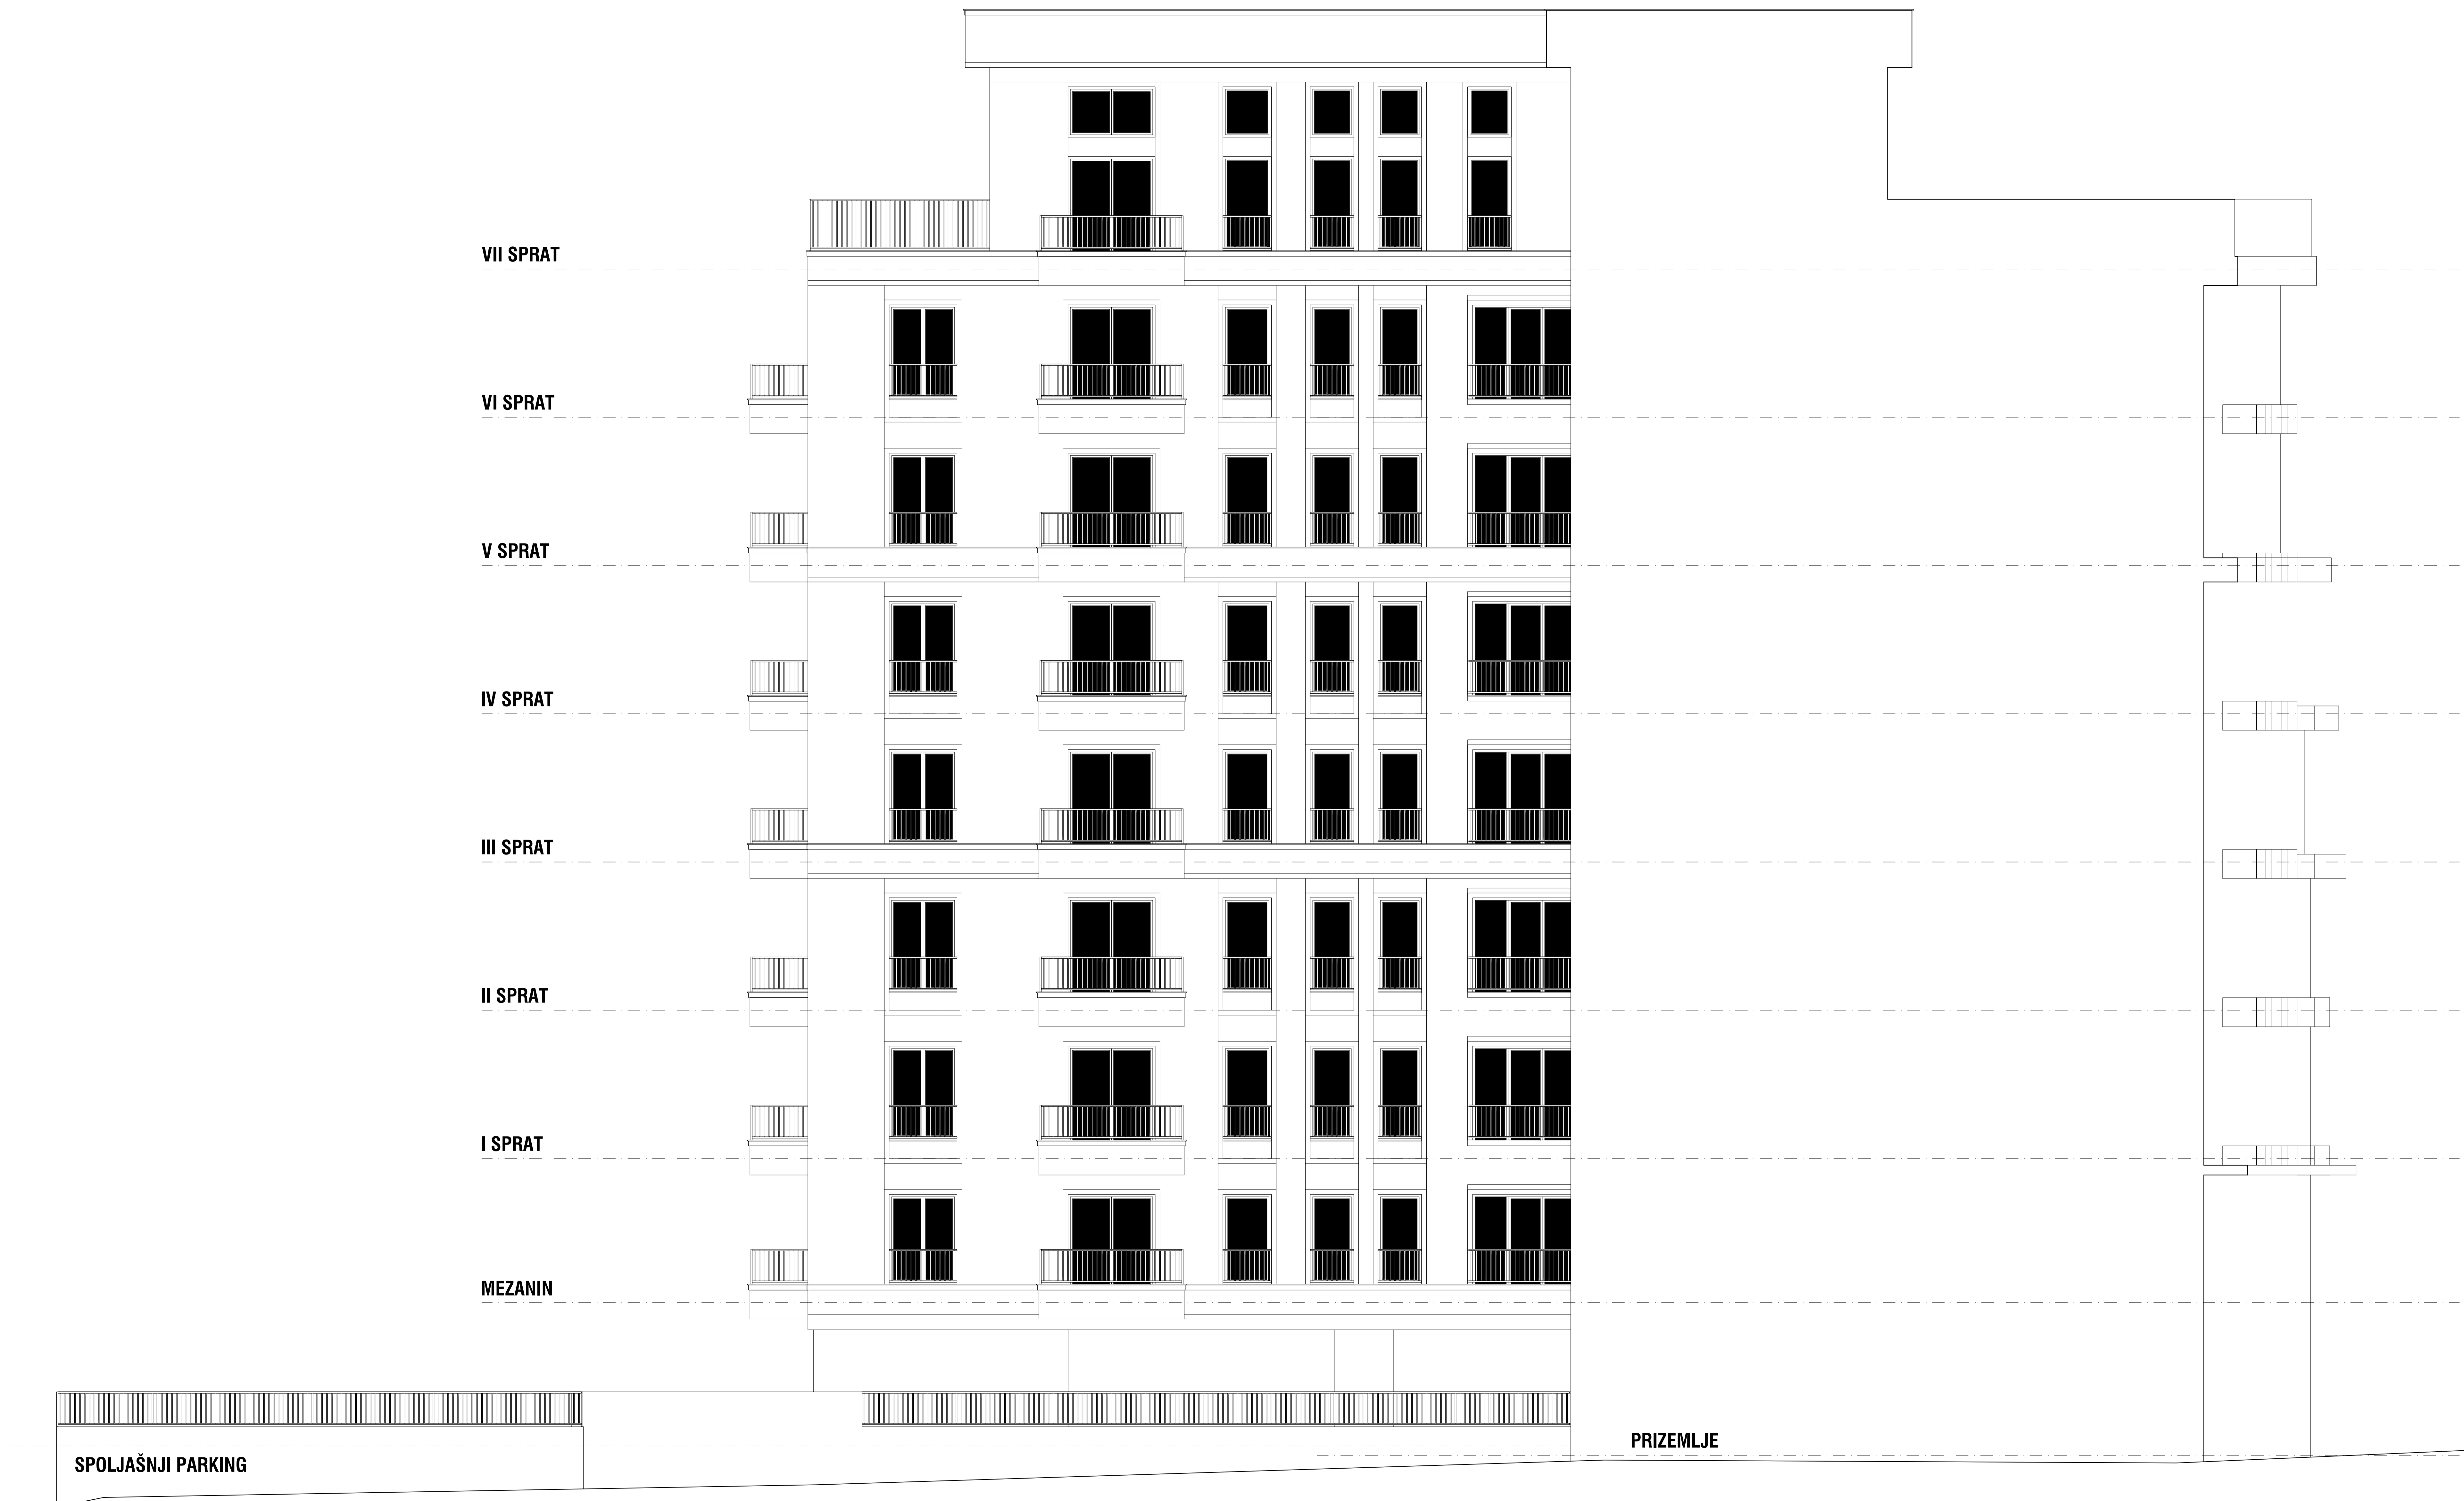 VII SPRAT
VI SPRAT
V SPRAT
IV SPRAT
III SPRAT
II SPRAT
I SPRAT
MEZANIN
PRIZEMLJE
SPOLJAŠNJI PARKING